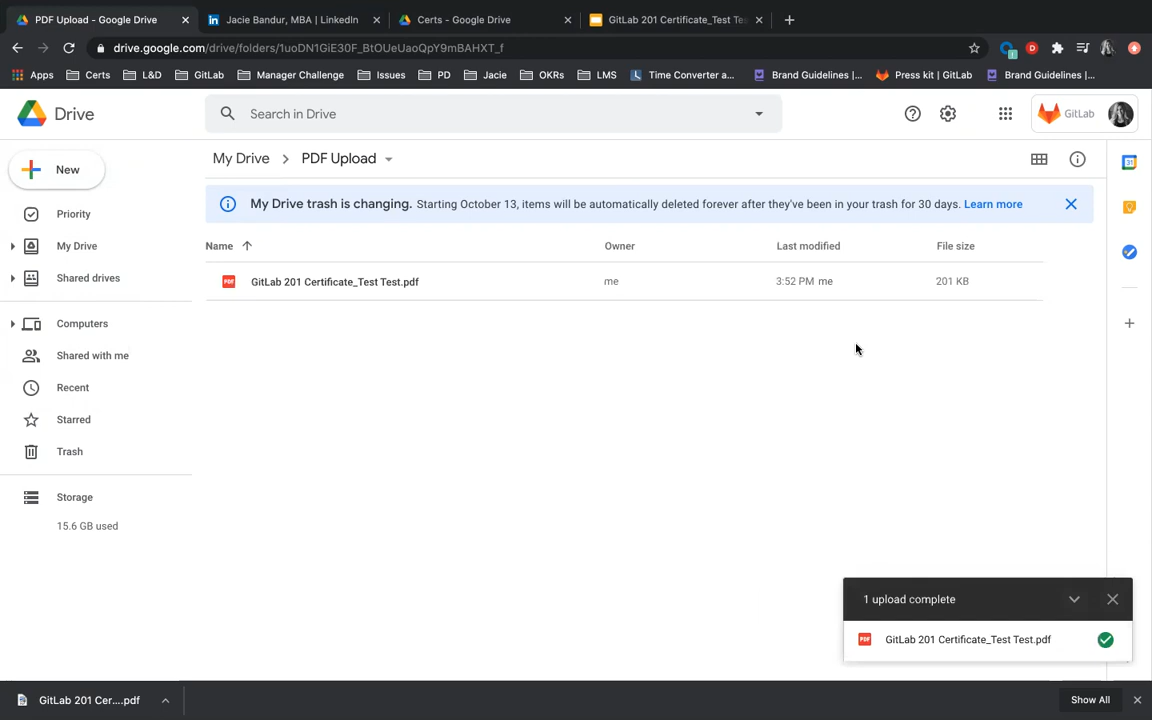 PDF Upload - Google Drive
Jacie Bandur, MBA | LinkedIn
Certs - Google Drive
GitLab 201 Certificate_Test Te
drive.google.com/drive/folders/1uoDN1GiE30F_BtOUeUaoQpY9mBAHXT_f
Apps
Certs
L&D
GitLab
Manager Challenge
Issues
PD
Jacie
OKRs
LMS
Time Converter a...
Brand Guidelines |...
Press kit | GitLab
Brand Guidelines |...
Drive
Search in Drive
GitLab
New
My Drive
PDF Upload
Priority
My Drive
Shared drives
Computers
Shared with me
Recent
Starred
Trash
Storage
15.6 GB used
My Drive trash is changing. Starting October 13, items will be automatically deleted forever after they've been in your trash for 30 days. Learn more
Name
Owner
Last modified
File size
PDF
GitLab 201 Certificate_Test Test.pdf
me
3:52 PM me
201 KB
31
1 upload complete
PDF
GitLab 201 Certificate_Test Test.pdf
GitLab 201 Cer....pdf
Show All